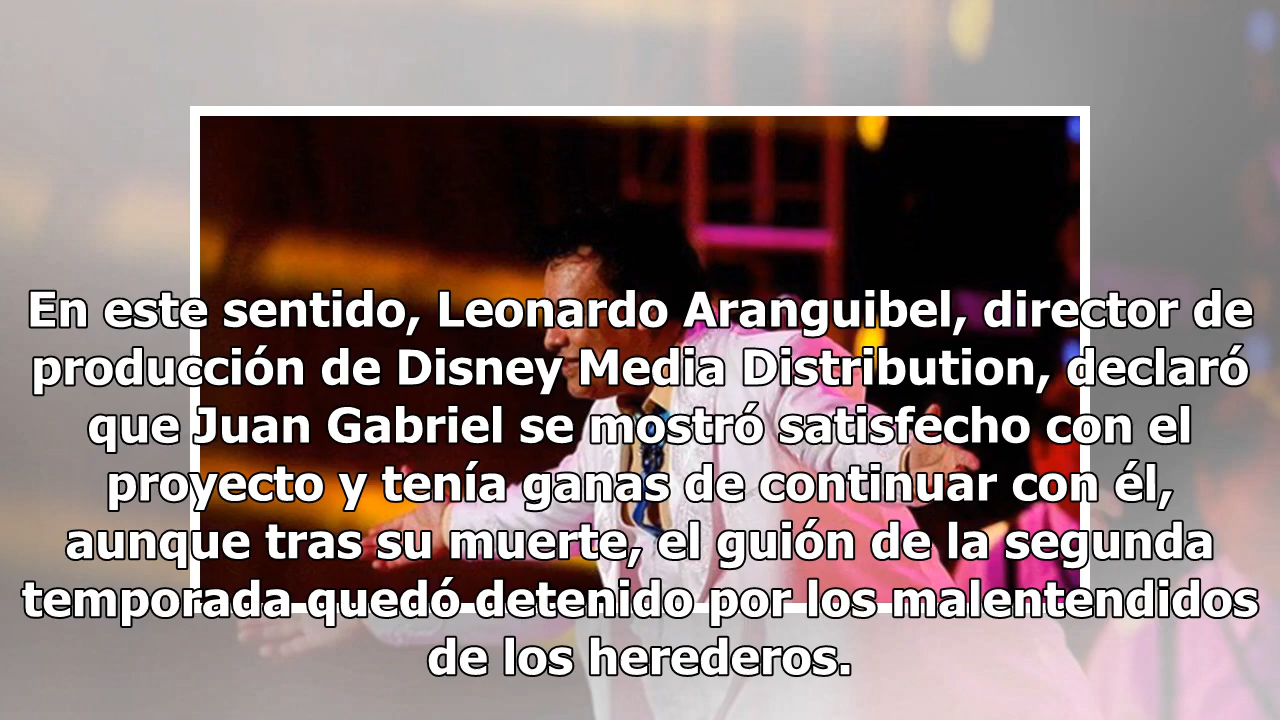 En este sentido, Leonardo Aranguibel, director de
producción de Disney Media Distribution, declaró
que Juan Gabriel se mostró satisfecho con el
proyecto y tenía ganas de continuar con él,
aunque tras su muerte, el guión de la segunda
temporada quedó detenido por los malentendidos
de los herederos.